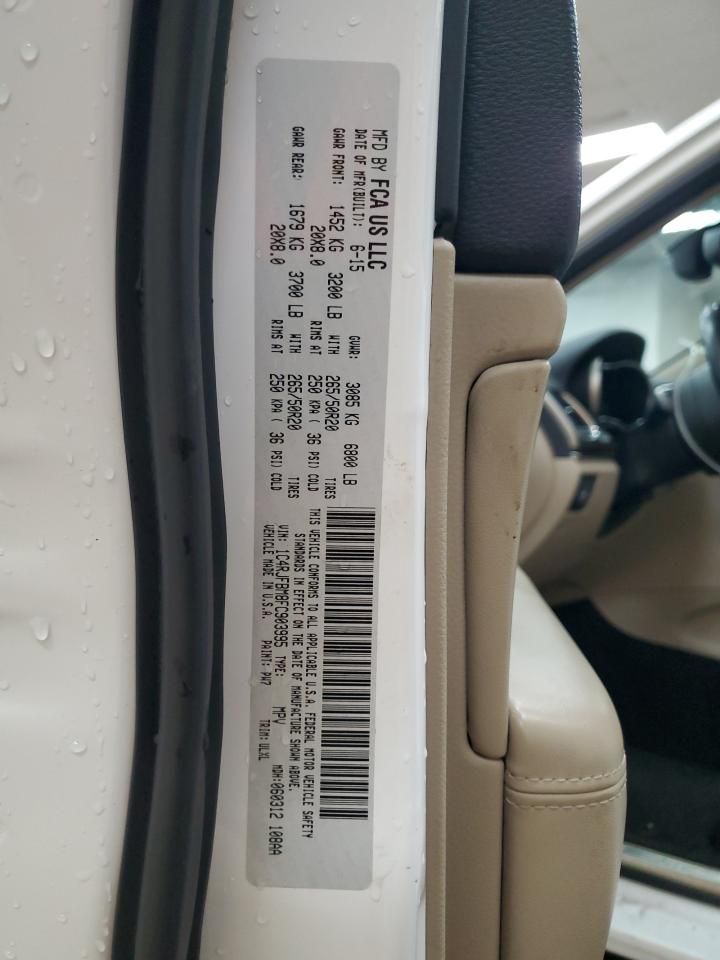 MFD BY FCA US LLC
DATE OF MFR(BUILT): 6-15 GVWR: 3085 KG 6800 LB
GAWR FRONT: 1452 KG 3200 LB WITH 265/50R20 TIRES
20X8.0 RIMS AT 250 KPA ( 36 PSI) COLD
GAWR REAR: 1679 KG 3700 LB WITH 265/50R20 TIRES
20X8.0 RIMS AT 250 KPA ( 36 PSI) COLD
THIS VEHICLE CONFORMS TO ALL APPLICABLE U.S.A. FEDERAL MOTOR VEHICLE SAFETY
STANDARDS IN EFFECT ON THE DATE OF MANUFACTURE SHOWN ABOVE.
VIN: 1C4RJFBM8FC903995 TYPE: MPV MDH:060312 108AA
VEHICLE MADE IN U.S.A. PAINT: PW7 TRIM: ULXL